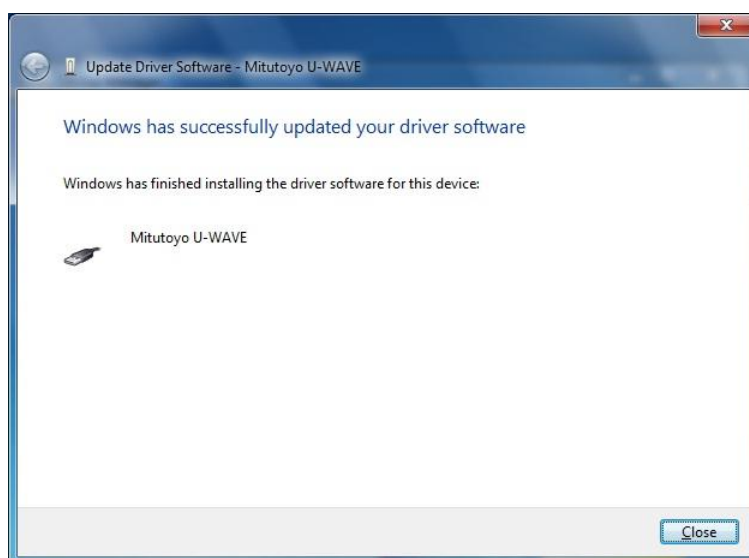 Update Driver Software - Mitutoyo U-WAVE
Windows has successfully updated your driver software
Windows has finished installing the driver software for this device:
Mitutoyo U-WAVE
Close